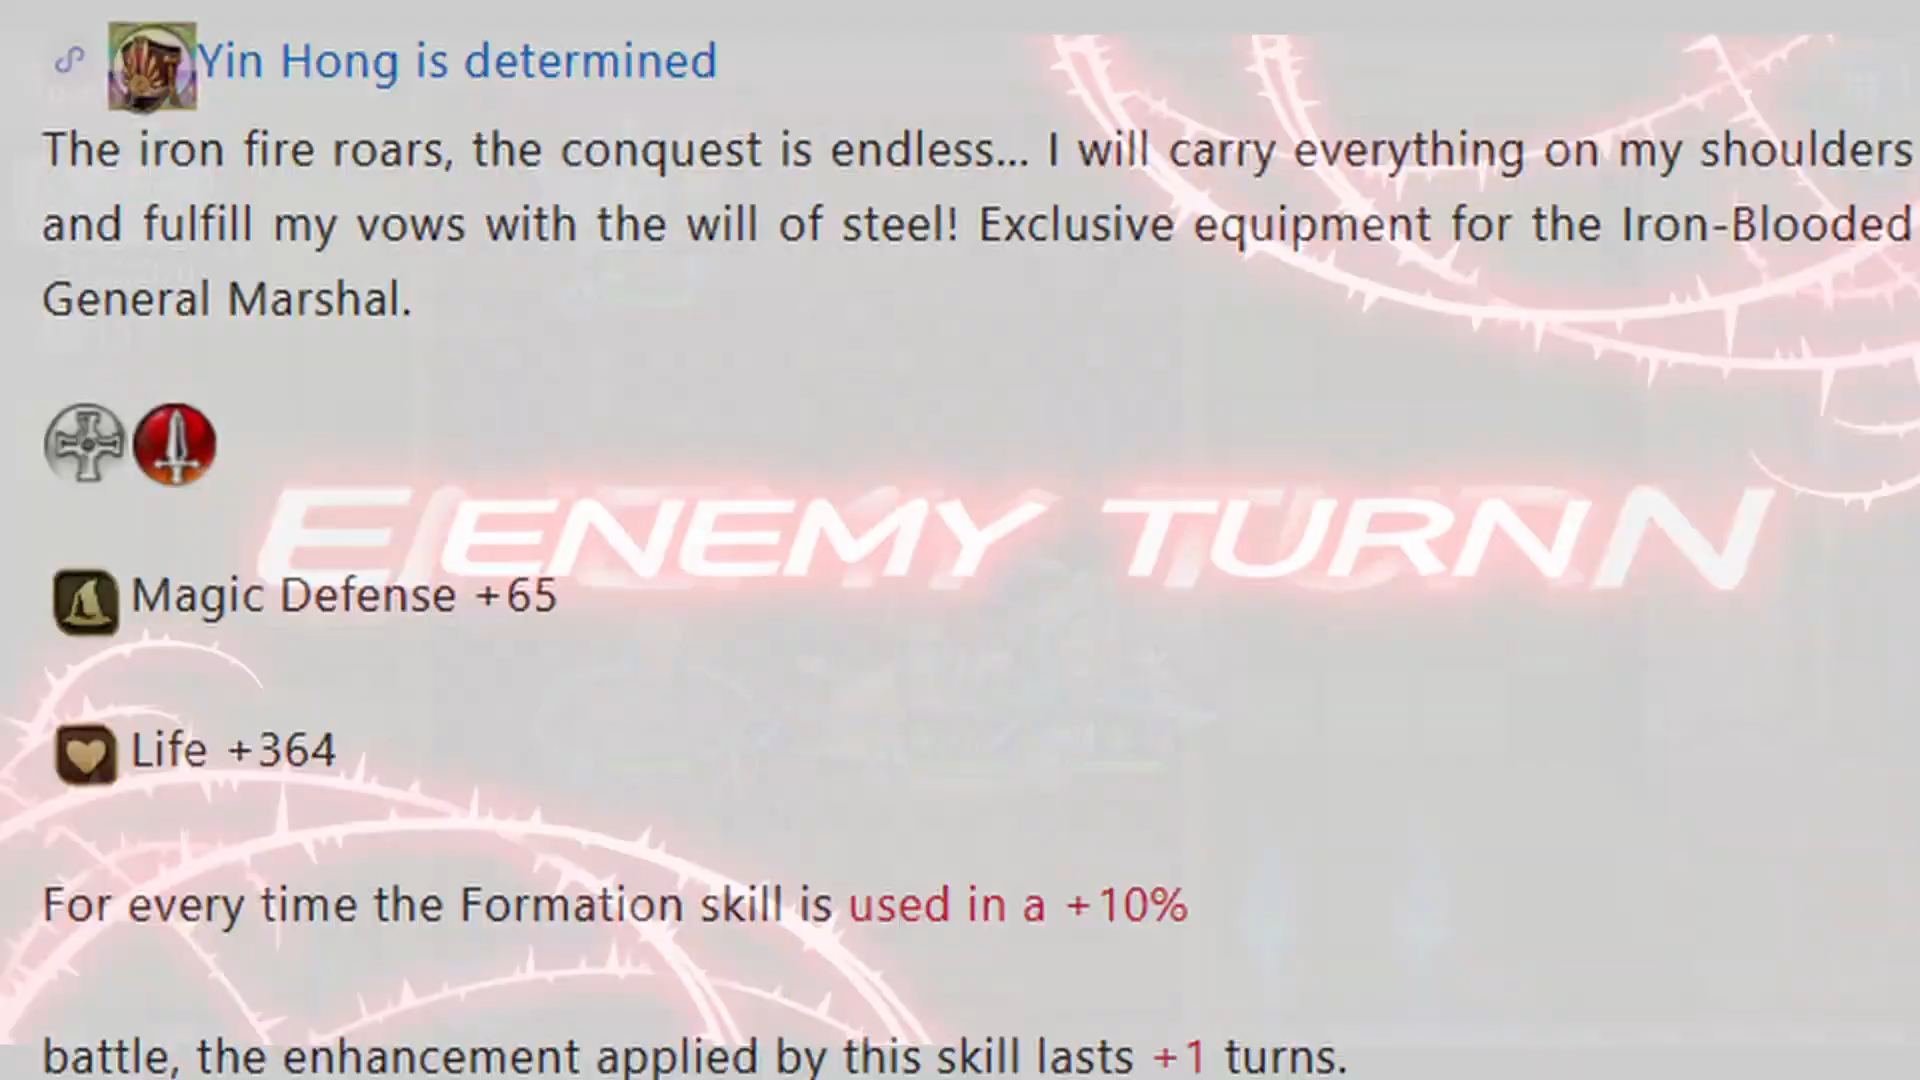 Yin Hong is determined
The iron fire roars, the conquest is endless... I will carry everything on my shoulders
and fulfill my vows with the will of steel! Exclusive equipment for the Iron-Blooded
General Marshal.
ENEMY TURN
Magic Defense +65
Life +364
For every time the Formation skill is used in a +10%
battle, the enhancement applied by this skill lasts +1 turns.